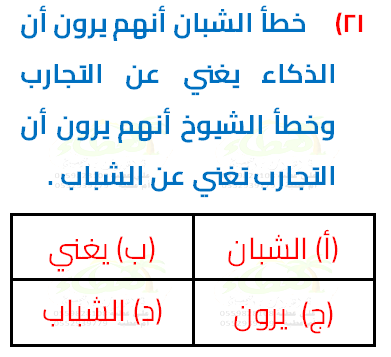 ٢١) خطأ الشبان أنهم يرون أن
الذكاء يغني عن التجارب
وخطأ الشيوخ أنهم يرون أن
التجارب تغني عن الشباب .
(أ) الشبان (ب) يغني
(ج) يرون (د) الشباب